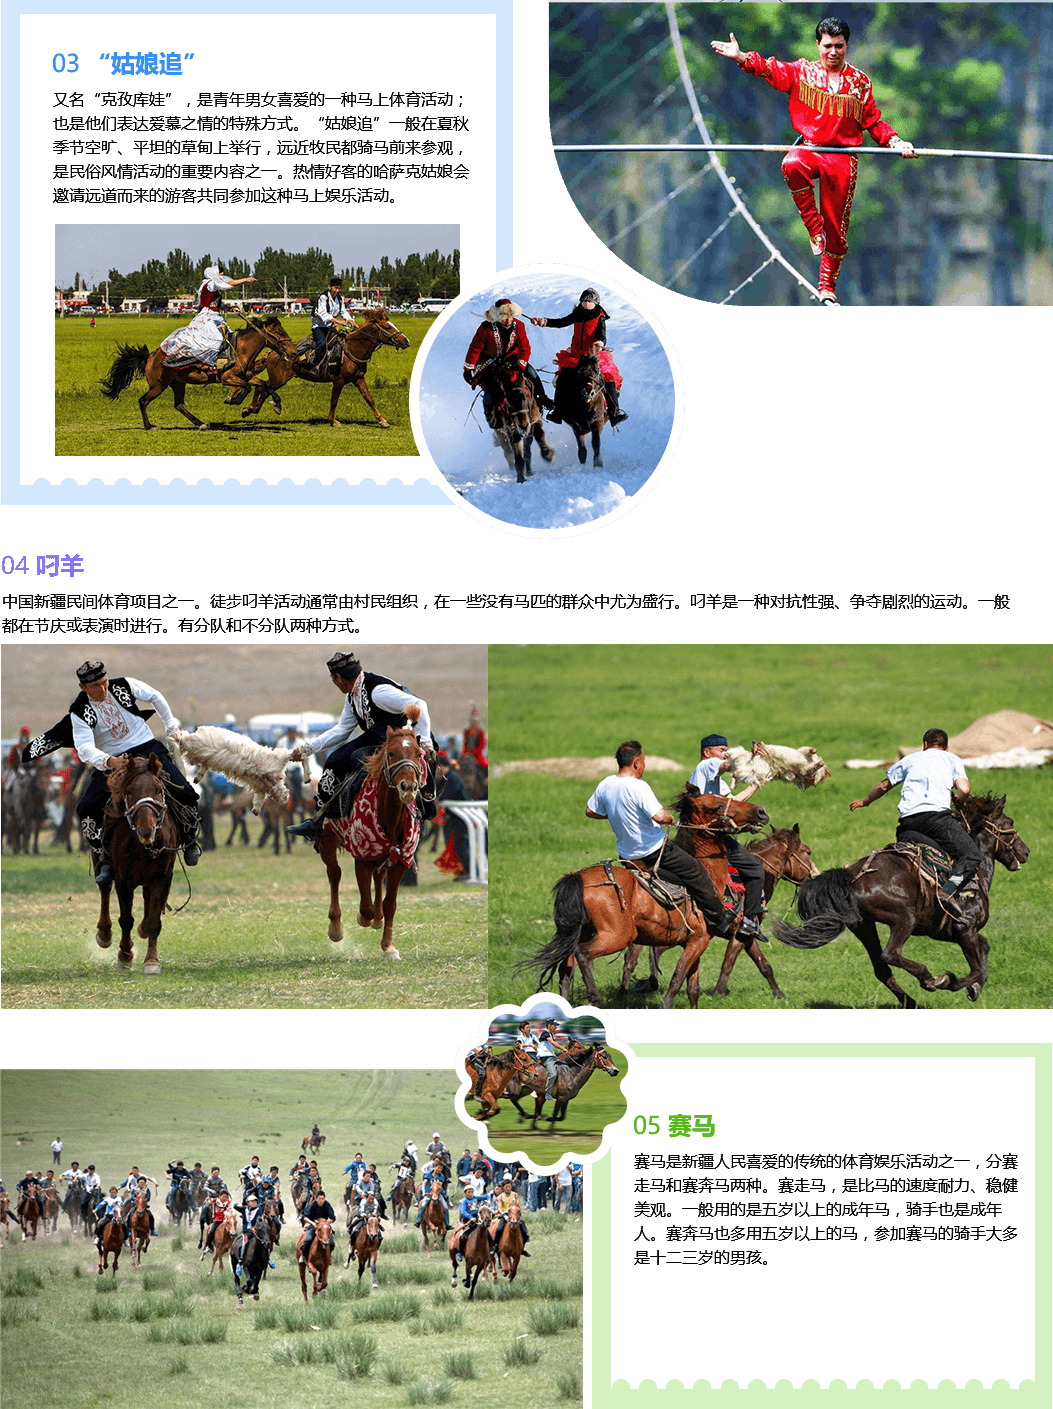 03 “姑娘追”
又名“克孜库娃”，是青年男女喜爱的一种马上体育活动；
也是他们表达爱慕之情的特殊方式。“姑娘追”一般在夏秋
季节空旷、平坦的草甸上举行，远近牧民都骑马前来参观，
是民俗风情活动的重要内容之一。热情好客的哈萨克姑娘会
邀请远道而来的游客共同参加这种马上娱乐活动。
04 叼羊
中国新疆民间体育项目之一。徒步叼羊活动通常由村民组织，在一些没有马匹的群众中尤为盛行。叼羊是一种对抗性强、争夺剧烈的运动。一般
都在节庆或表演时进行。有分队和不分队两种方式。
05 赛马
赛马是新疆人民喜爱的传统的体育娱乐活动之一，分赛
走马和赛奔马两种。赛走马，是比马的速度耐力、稳健
美观。一般用的是五岁以上的成年马，骑手也是成年
人。赛奔马也多用五岁以上的马，参加赛马的骑手大多
是十二三岁的男孩。